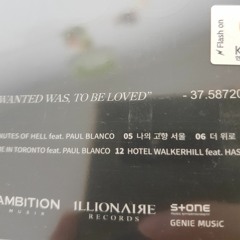 Flash on
WANTED WAS, TO BE LOVED" - 37.58720
UTES OF HELL feat. PAUL BLANCO 05 나의 고향 서울 06 더 뒤로
E IN TORONTO feat. PAUL BLANCO 12 HOTEL WALKERHILL feat. HAS
AMBITION MUSIK
ILLIONAIRE RECORDS
STONE
GENIE MUSIC